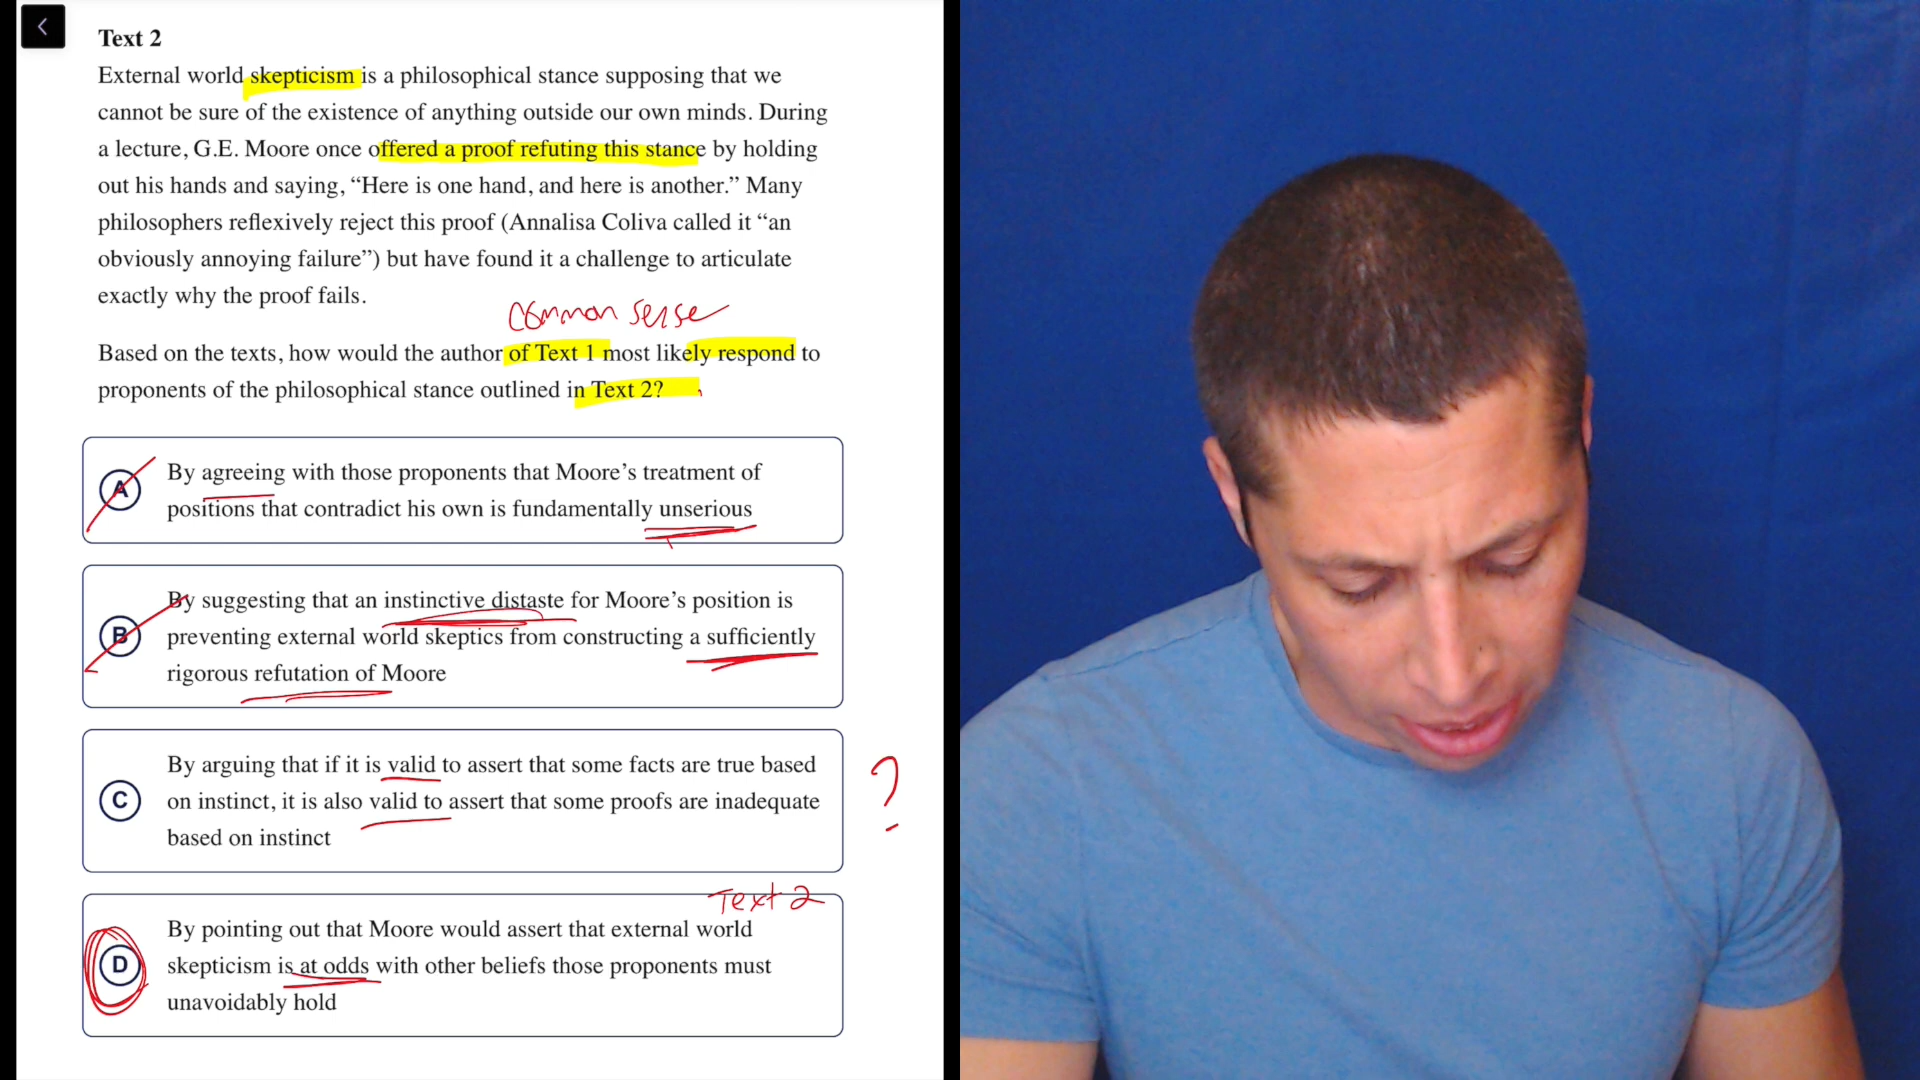 Text 2
External world skepticism is a philosophical stance supposing that we
cannot be sure of the existence of anything outside our own minds. During
a lecture, G.E. Moore once offered a proof refuting this stance by holding
out his hands and saying, “Here is one hand, and here is another.” Many
philosophers reflexively reject this proof (Annalisa Coliva called it “an
obviously annoying failure”) but have found it a challenge to articulate
exactly why the proof fails.
common sense
Based on the texts, how would the author of Text 1 most likely respond to
proponents of the philosophical stance outlined in Text 2?
A
By agreeing with those proponents that Moore’s treatment of
positions that contradict his own is fundamentally unserious
B
By suggesting that an instinctive distaste for Moore’s position is
preventing external world skeptics from constructing a sufficiently
rigorous refutation of Moore
C
By arguing that if it is valid to assert that some facts are true based
on instinct, it is also valid to assert that some proofs are inadequate
based on instinct
?
Text 2
D
By pointing out that Moore would assert that external world
skepticism is at odds with other beliefs those proponents must
unavoidably hold